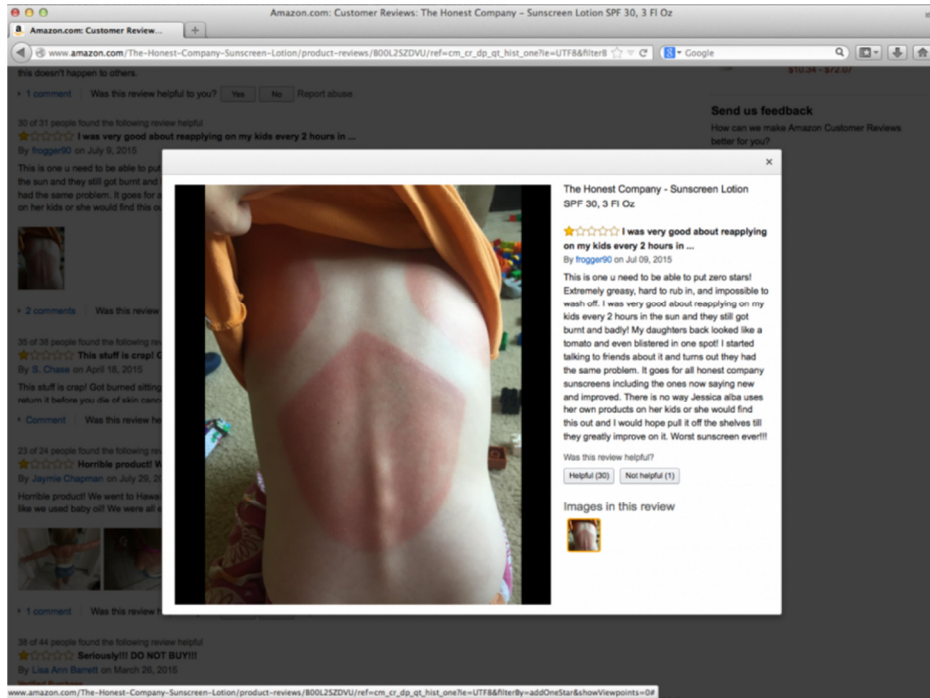 Amazon.com: Customer Reviews: The Honest Company – Sunscreen Lotion SPF 30, 3 Fl Oz
Amazon.com: Customer Review...
www.amazon.com/The-Honest-Company-Sunscreen-Lotion/product-reviews/B00L2SZDVU/ref=cm_cr_dp_qt_hist_one?ie=UTF8&filterB
Google
this doesn't happen to others.
1 comment Was this review helpful to you? Yes No Report abuse
$10.34 - $72.07
Send us feedback
How can we make Amazon Customer Reviews
better for you?
30 of 31 people found the following review helpful
I was very good about reapplying on my kids every 2 hours in ...
By frogger90 on July 9, 2015
This is one u need to be able to put
the sun and they still got burnt and
had the same problem. It goes for a
on her kids or she would find this ou
2 comments Was this review
35 of 38 people found the following re
This stuff is crap! G
By S. Chase on April 18, 2015
This stuff is crap! Got burned sitting
return it before you die of skin canc
Comment Was this review he
23 of 24 people found the following re
Horrible product! W
By Jaymie Chapman on July 29, 2
Horrible product! We went to Hawa
like we used baby oil! We were all e
1 comment Was this review h
39 of 44 people found the following review helpful
Seriously!!! DO NOT BUY!!!
By Lisa Ann Barrett on March 26, 2015
Verified Purchase
The Honest Company - Sunscreen Lotion
SPF 30, 3 Fl Oz
I was very good about reapplying
on my kids every 2 hours in ...
By frogger90 on Jul 09, 2015
This is one u need to be able to put zero stars!
Extremely greasy, hard to rub in, and impossible to
wash off. I was very good about reapplying on my
kids every 2 hours in the sun and they still got
burnt and badly! My daughters back looked like a
tomato and even blistered in one spot! I started
talking to friends about it and turns out they had
the same problem. It goes for all honest company
sunscreens including the ones now saying new
and improved. There is no way Jessica alba uses
her own products on her kids or she would find
this out and I would hope pull it off the shelves till
they greatly improve on it. Worst sunscreen ever!!!
Was this review helpful?
Helpful (30) Not helpful (1)
Images in this review
www.amazon.com/The-Honest-Company-Sunscreen-Lotion/product-reviews/B00L2SZDVU/ref=cm_cr_dp_qt_hist_one?ie=UTF8&filterBy=addOneStar&showViewpoints=0#